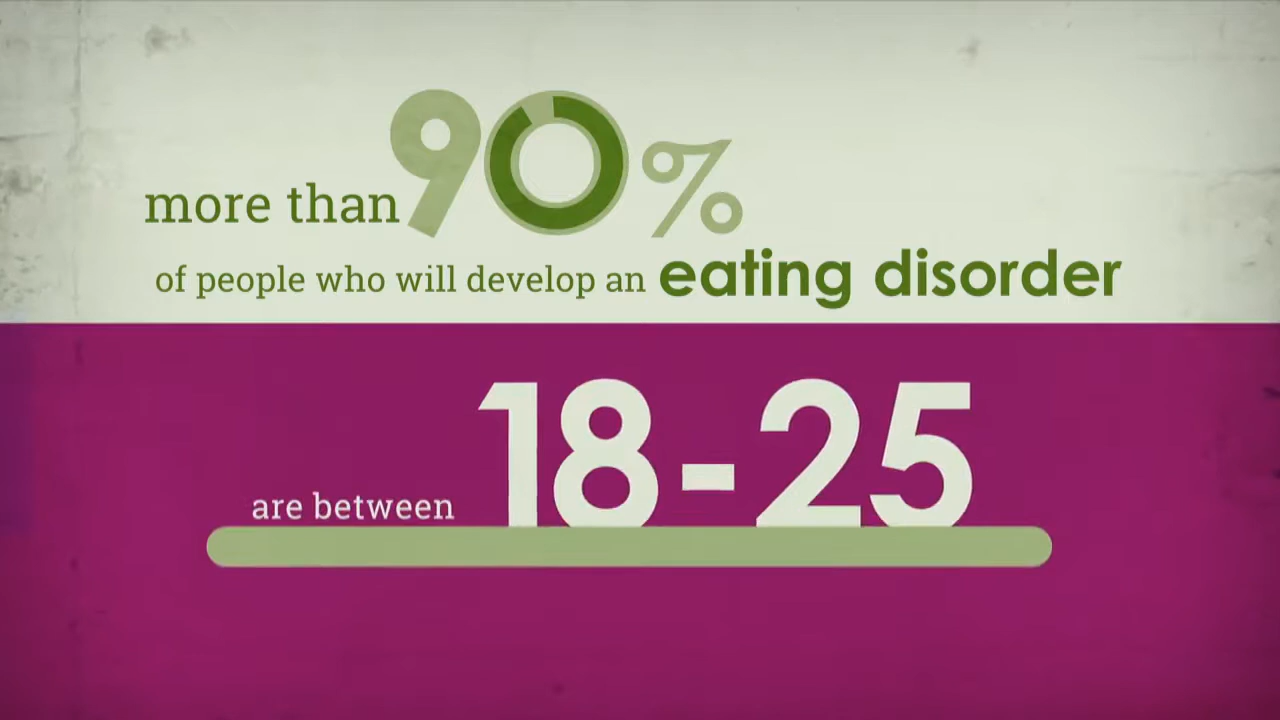 more than 90%
of people who will develop an eating disorder
are between 18-25